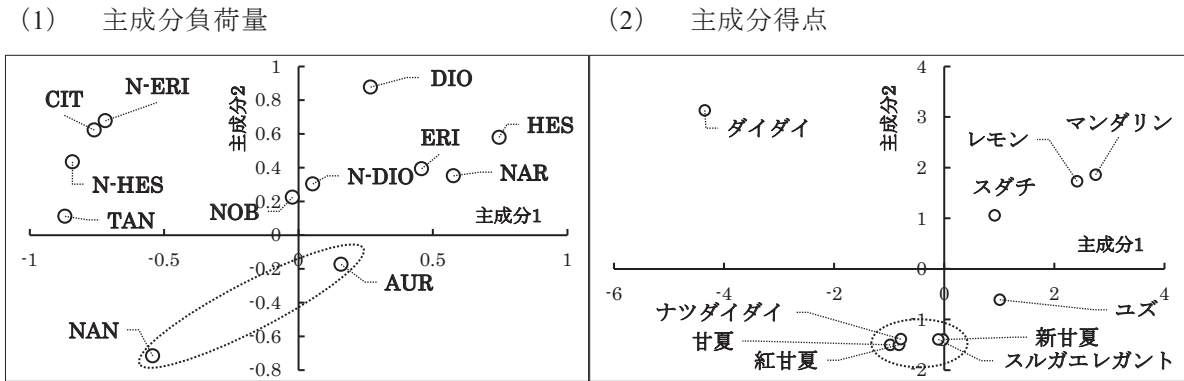 (1) 主成分負荷量
(2) 主成分得点
1
0.8
0.6
0.4
0.2
0
-0.2
-0.4
-0.6
-0.8
-1
-0.5
0
0.5
1
主成分2
主成分1
CIT
N-ERI
DIO
HES
ERI
N-HES
N-DIO
NAR
NOB
TAN
AUR
NAN
4
3
2
1
0
-1
-2
-6
-4
-2
0
2
4
主成分2
主成分1
ダイダイ
マンダリン
レモン
スダチ
ユズ
ナツダイダイ
甘夏
新甘夏
紅甘夏
スルガエレガント